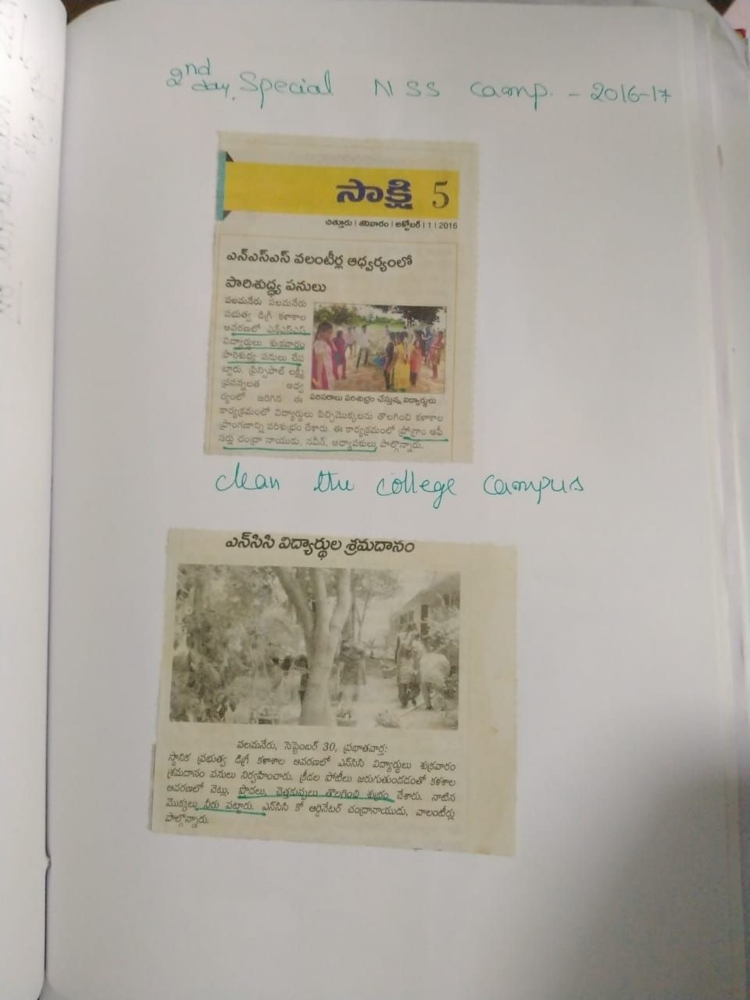 2nd day, Special NSS Camp. - 2016-17
సాక్షి 5
చిత్తూరు | శనివారం | అక్టోబర్ | 1 | 2016
ఎన్ఎస్ఎస్ వలంటీర్ల ఆధ్వర్యంలో
పారిశుద్ధ్య పనులు
పలమనేరు పలమనేరు
ప్రభుత్వ డిగ్రీ కళాశాల
ఆవరణలో ఎన్ఎస్ఎస్
విద్యార్థులు శుక్రవారం
పారిశుద్ధ్య పనులు చేప
ట్టారు. ప్రిన్సిపాల్ లక్ష్మీ
ప్రసన్నలత ఆధ్వ
ర్యంలో జరిగిన ఈ
పరిసరాలు పరిశుభ్రం చేస్తున్న విద్యార్థులు
కార్యక్రమంలో విద్యార్థులు పిచ్చిమొక్కలను తొలగించి కళాశాల
ప్రాంగణాన్ని పరిశుభ్రం చేశారు. ఈ కార్యక్రమంలో ప్రోగ్రాం ఆఫీ
సర్లు చంద్రా నాయుడు, నవీన్, అధ్యాపకులు పాల్గొన్నారు.
clean the college campus
ఎన్‌సిసి విద్యార్థుల శ్రమదానం
పలమనేరు, సెప్టెంబర్ 30, ప్రభాతవార్త:
స్థానిక ప్రభుత్వ డిగ్రీ కళాశాల ఆవరణలో ఎన్‌సిసి విద్యార్థులు శుక్రవారం
శ్రమదానం పనులు నిర్వహించారు. క్రీడల పోటీలు జరుగుతుండడంతో కళాశాల
ఆవరణలో చెట్లు, పొదలు, చెత్తకుప్పలు తొలగించి శుభ్రం చేశారు. నాటిన
మొక్కలు నీరు పట్టారు. ఎన్‌సిసి కో ఆర్డినేటర్ చంద్రానాయుడు, వాలంటీర్లు
పాల్గొన్నారు.